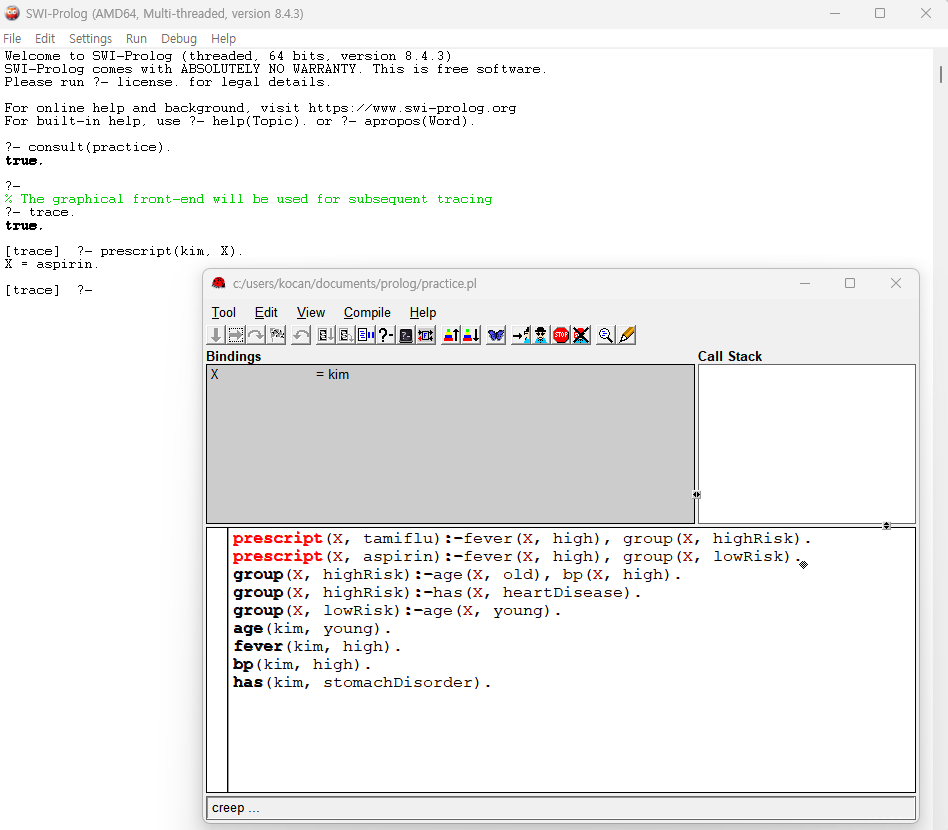 SWI-Prolog (AMD64, Multi-threaded, version 8.4.3)
File Edit Settings Run Debug Help
Welcome to SWI-Prolog (threaded, 64 bits, version 8.4.3)
SWI-Prolog comes with ABSOLUTELY NO WARRANTY. This is free software.
Please run ?- license. for legal details.
For online help and background, visit https://www.swi-prolog.org
For built-in help, use ?- help(Topic). or ?- apropos(Word).
?- consult(practice).
true.
?-
% The graphical front-end will be used for subsequent tracing
?- trace.
true.
[trace]  ?- prescript(kim, X).
X = aspirin.
[trace]  ?-
c:/users/kocan/documents/prolog/practice.pl
Tool Edit View Compile Help
STOP
Bindings
X = kim
Call Stack
prescript(X, tamiflu):-fever(X, high), group(X, highRisk).
prescript(X, aspirin):-fever(X, high), group(X, lowRisk).
group(X, highRisk):-age(X, old), bp(X, high).
group(X, highRisk):-has(X, heartDisease).
group(X, lowRisk):-age(X, young).
age(kim, young).
fever(kim, high).
bp(kim, high).
has(kim, stomachDisorder).
creep ...